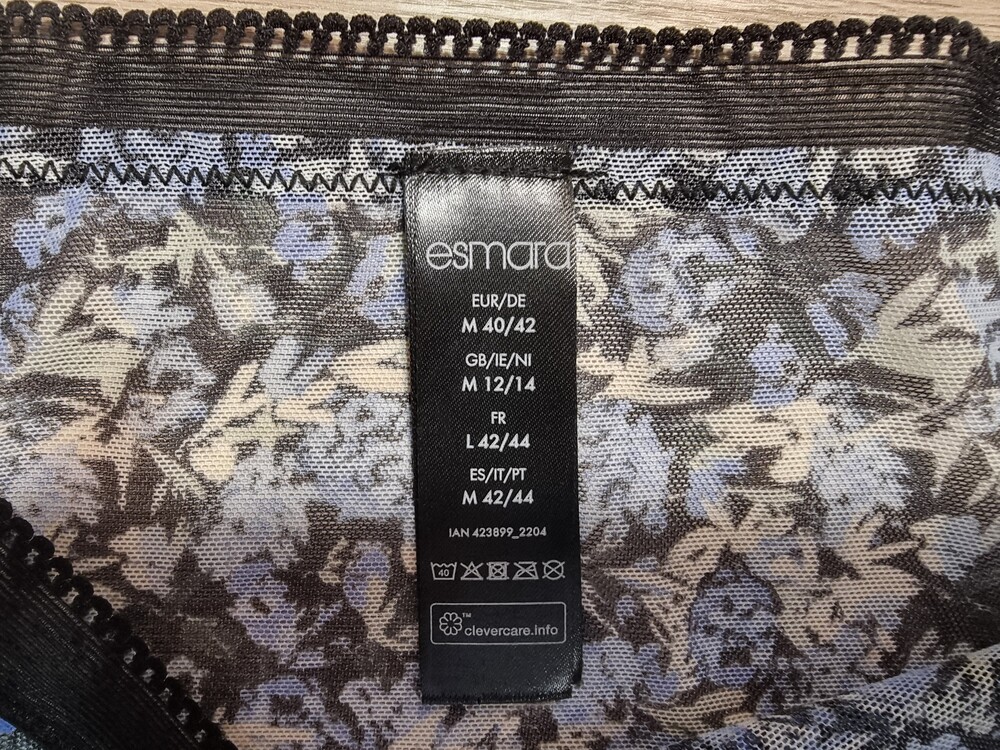 esmara
EUR/DE
M 40/42
GB/IE/NI
M 12/14
FR
L 42/44
ES/IT/PT
M 42/44
IAN 423899_2204
40
™
clevercare.info